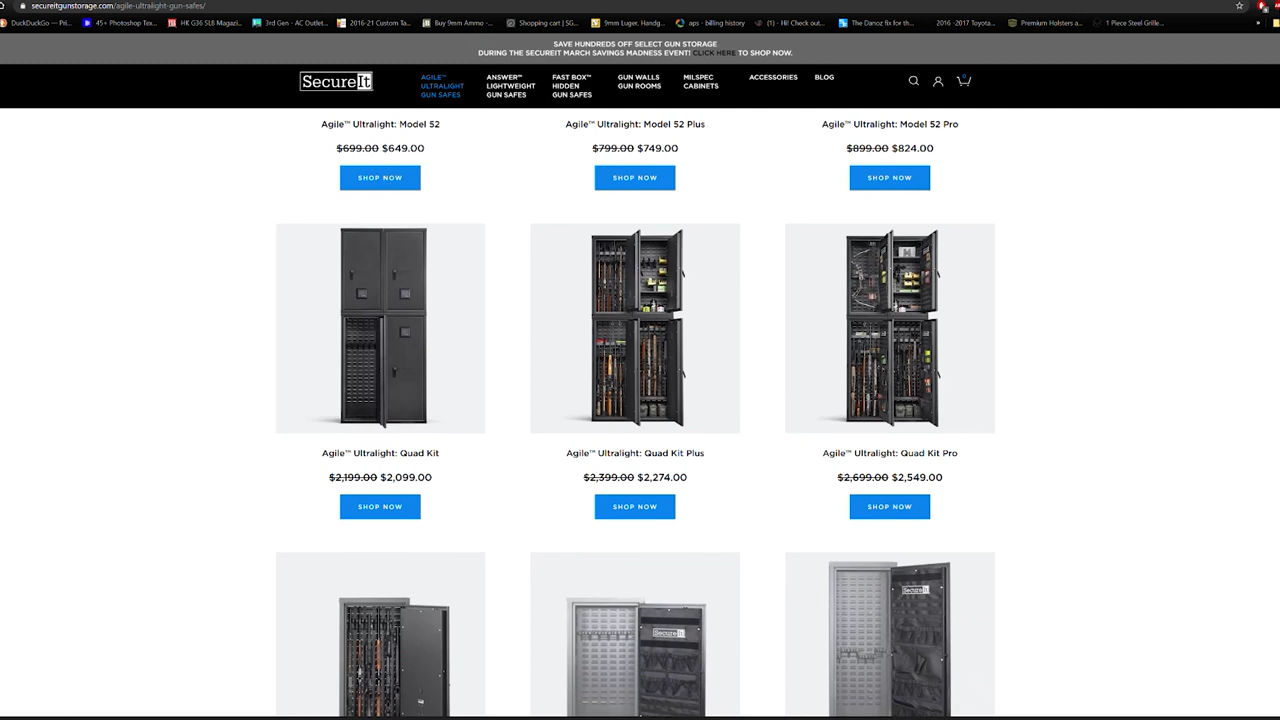 secureitgunstorage.com/agile-ultralight-gun-safes/
DuckDuckGo — Pri...
45+ Photoshop Tex...
HK G36 SLB Magazi...
3rd Gen - AC Outlet...
2016-21 Custom Ta...
Buy 9mm Ammo -...
Shopping cart | SG...
9mm Luger, Handg...
aps - billing history
(1) - Hi! Check out...
The Danoz fix for th...
2016 -2017 Toyota...
Premium Holsters a...
1 Piece Steel Grille...
SAVE HUNDREDS OFF SELECT GUN STORAGE
DURING THE SECUREIT MARCH SAVINGS MADNESS EVENT! CLICK HERE TO SHOP NOW.
SecureIt
AGILE™
ULTRALIGHT
GUN SAFES
ANSWER™
LIGHTWEIGHT
GUN SAFES
FAST BOX™
HIDDEN
GUN SAFES
GUN WALLS
GUN ROOMS
MILSPEC
CABINETS
ACCESSORIES
BLOG
0
Agile™ Ultralight: Model 52
Agile™ Ultralight: Model 52 Plus
Agile™ Ultralight: Model 52 Pro
$699.00 $649.00
$799.00 $749.00
$899.00 $824.00
SHOP NOW
SHOP NOW
SHOP NOW
Agile™ Ultralight: Quad Kit
Agile™ Ultralight: Quad Kit Plus
Agile™ Ultralight: Quad Kit Pro
$2,199.00 $2,099.00
$2,399.00 $2,274.00
$2,699.00 $2,549.00
SHOP NOW
SHOP NOW
SHOP NOW
SecureIt
SecureIt